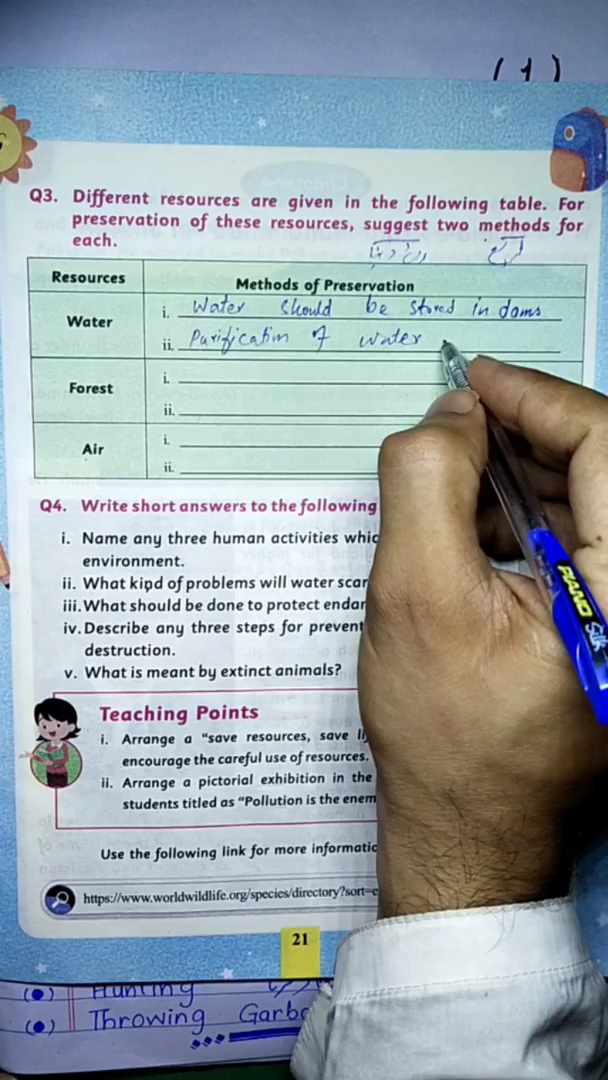 (1)
Q3. Different resources are given in the following table. For
preservation of these resources, suggest two methods for
each.
Resources
Methods of Preservation
Water
i. Water should be stored in dams
ii. Purification of water
Forest
i.
ii.
Air
i.
ii.
Q4. Write short answers to the following
i. Name any three human activities whic
environment.
ii. What kind of problems will water scar
iii. What should be done to protect endan
iv. Describe any three steps for prevent
destruction.
v. What is meant by extinct animals?
Teaching Points
i. Arrange a “save resources, save li
encourage the careful use of resources.
ii. Arrange a pictorial exhibition in the
students titled as “Pollution is the enem
Use the following link for more informatio
https://www.worldwildlife.org/species/directory?sort=e
21
Hunting
Throwing Garb
PIANO